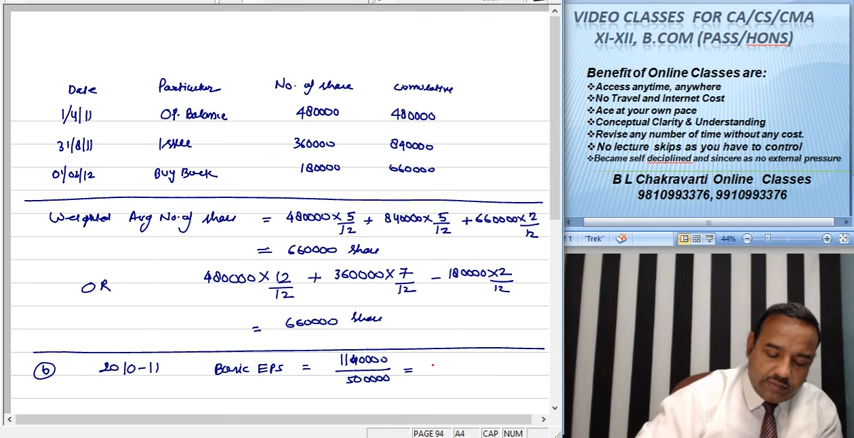 Date Particular No. of share Cumulative
1/4/11 Op. Balance 480000 480000
31/8/11 Issue 360000 840000
01/02/12 Buy Back 180000 660000
Weighted Avg No. of share = 480000 × 5/12 + 840000 × 5/12 + 660000 × 2/12
= 660000 share
OR 480000 × 12/12 + 360000 × 7/12 − 180000 × 2/12
= 660000 share
(b) 2010-11 Basic EPS = 1140000/500000 =
PAGE 94 A4 CAP NUM
VIDEO CLASSES FOR CA/CS/CMA
XI-XII, B.COM (PASS/HONS)
Benefit of Online Classes are:
❖Access anytime, anywhere
❖No Travel and Internet Cost
❖Ace at your own pace
❖Conceptual Clarity & Understanding
❖Revise any number of time without any cost.
❖No lecture skips as you have to control
❖Became self deciplined and sincere as no external pressure
B L Chakravarti Online Classes
9810993376, 9910993376
of 1 "Trek" 44%